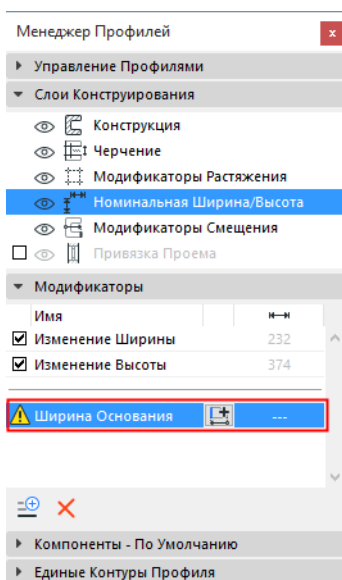 Менеджер Профилей
x
Управление Профилями
Слои Конструирования
Конструкция
Черчение
Модификаторы Растяжения
Номинальная Ширина/Высота
Модификаторы Смещения
Привязка Проема
Модификаторы
Имя
Изменение Ширины 232
Изменение Высоты 374
Ширина Основания ---
Компоненты - По Умолчанию
Единые Контуры Профиля